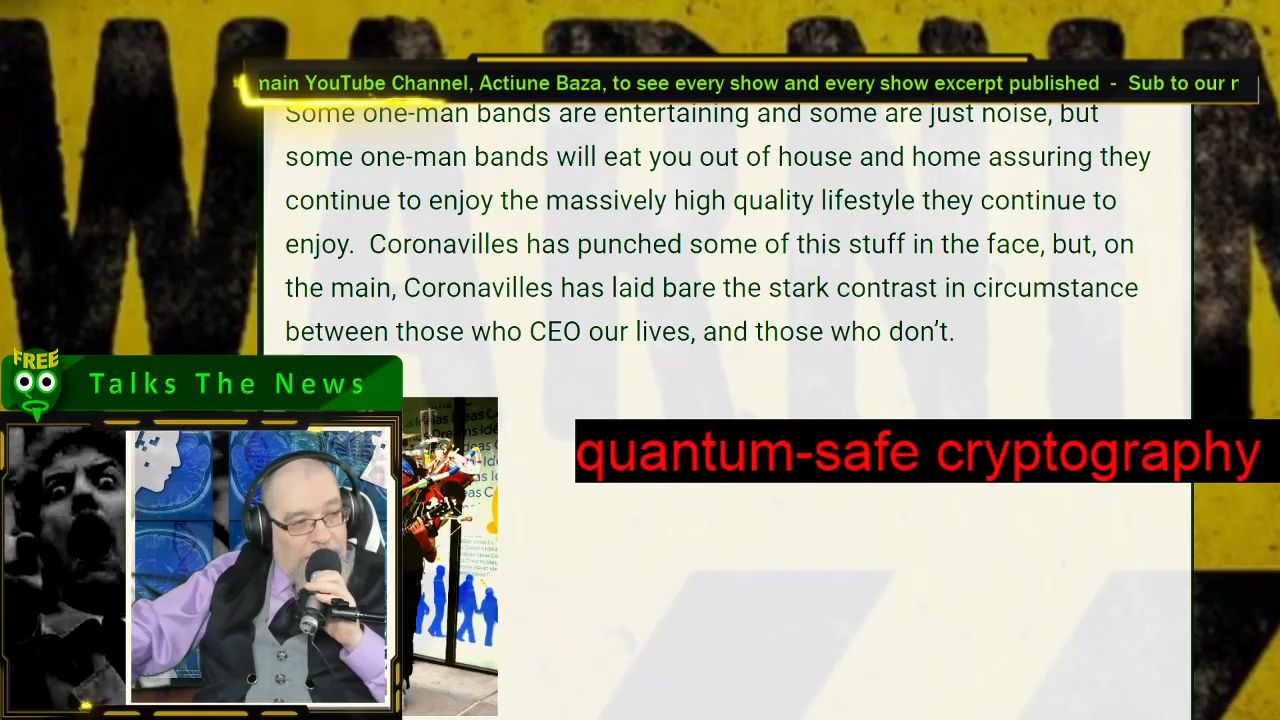 WARNIN
main YouTube Channel, Actiune Baza, to see every show and every show excerpt published - Sub to our
Some one-man bands are entertaining and some are just noise, but
some one-man bands will eat you out of house and home assuring they
continue to enjoy the massively high quality lifestyle they continue to
enjoy. Coronavilles has punched some of this stuff in the face, but, on
the main, Coronavilles has laid bare the stark contrast in circumstance
between those who CEO our lives, and those who don’t.
FREE
Talks The News
quantum-safe cryptography